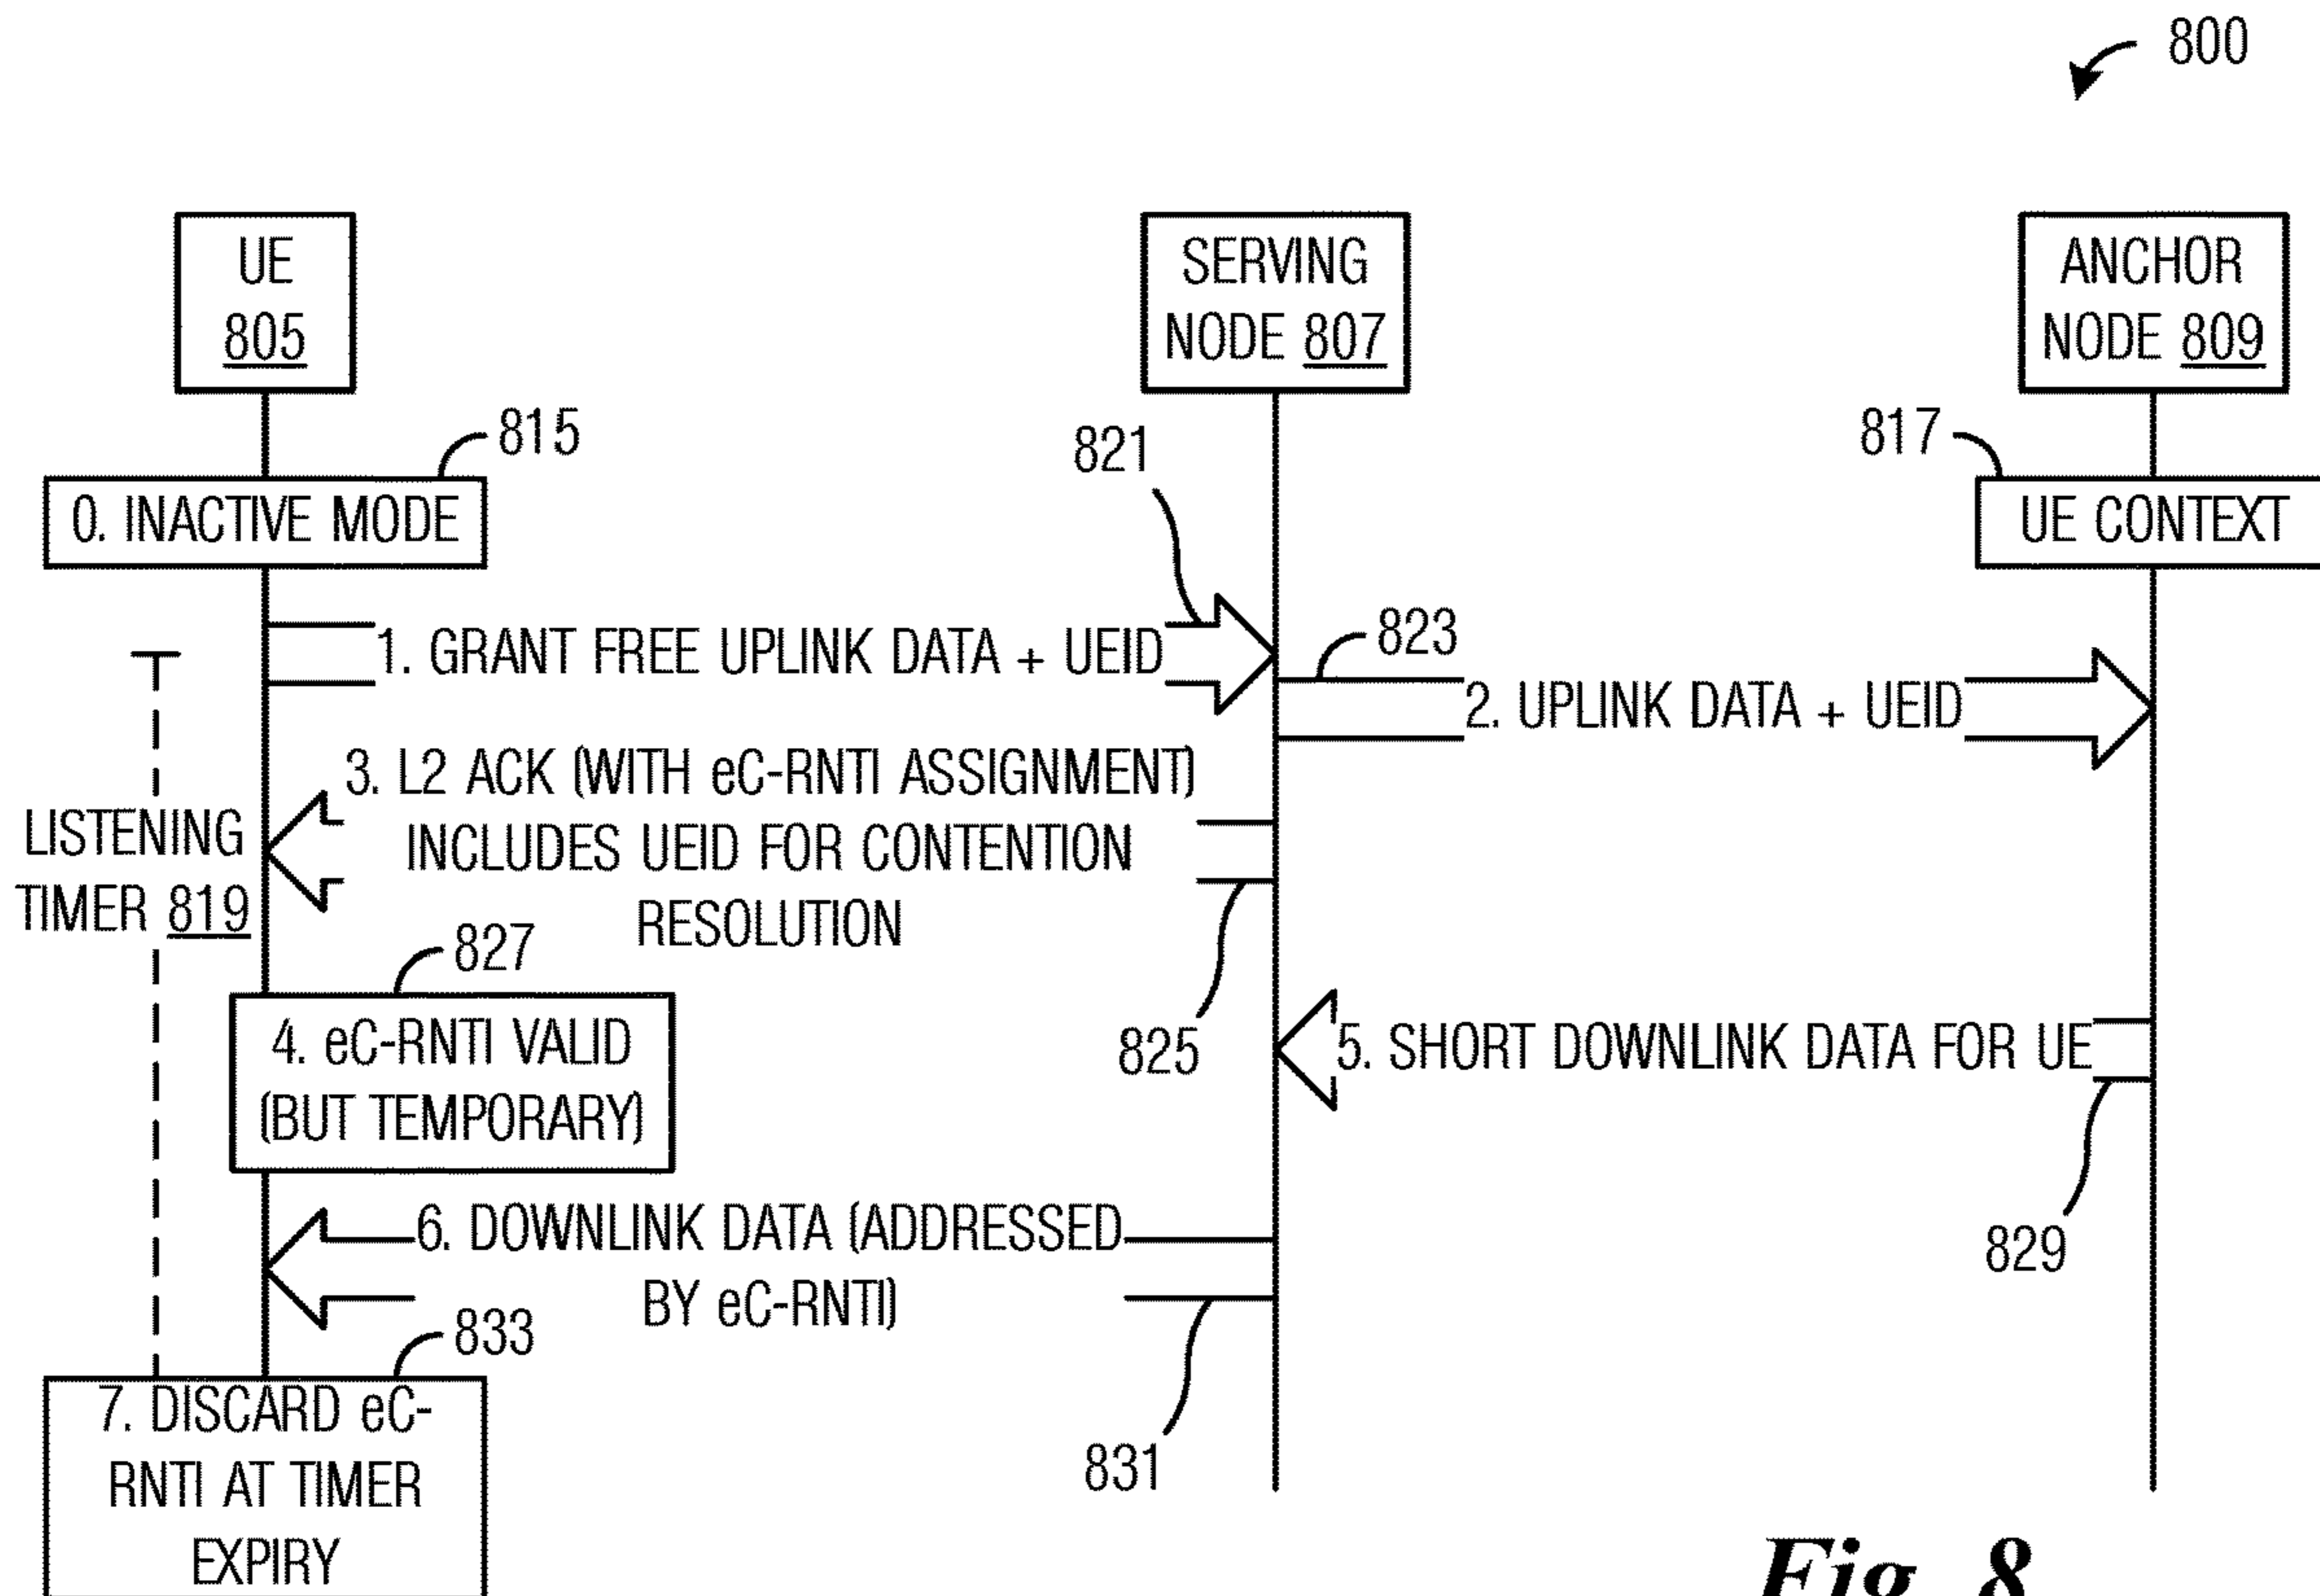 800
UE
805
SERVING
NODE 807
ANCHOR
NODE 809
815
821
817
0. INACTIVE MODE
UE CONTEXT
1. GRANT FREE UPLINK DATA + UEID
823
2. UPLINK DATA + UEID
3. L2 ACK (WITH eC-RNTI ASSIGNMENT)
INCLUDES UEID FOR CONTENTION
RESOLUTION
LISTENING
TIMER 819
827
825
4. eC-RNTI VALID
(BUT TEMPORARY)
5. SHORT DOWNLINK DATA FOR UE
829
6. DOWNLINK DATA (ADDRESSED
BY eC-RNTI)
833
831
7. DISCARD eC-
RNTI AT TIMER
EXPIRY
Fig. 8